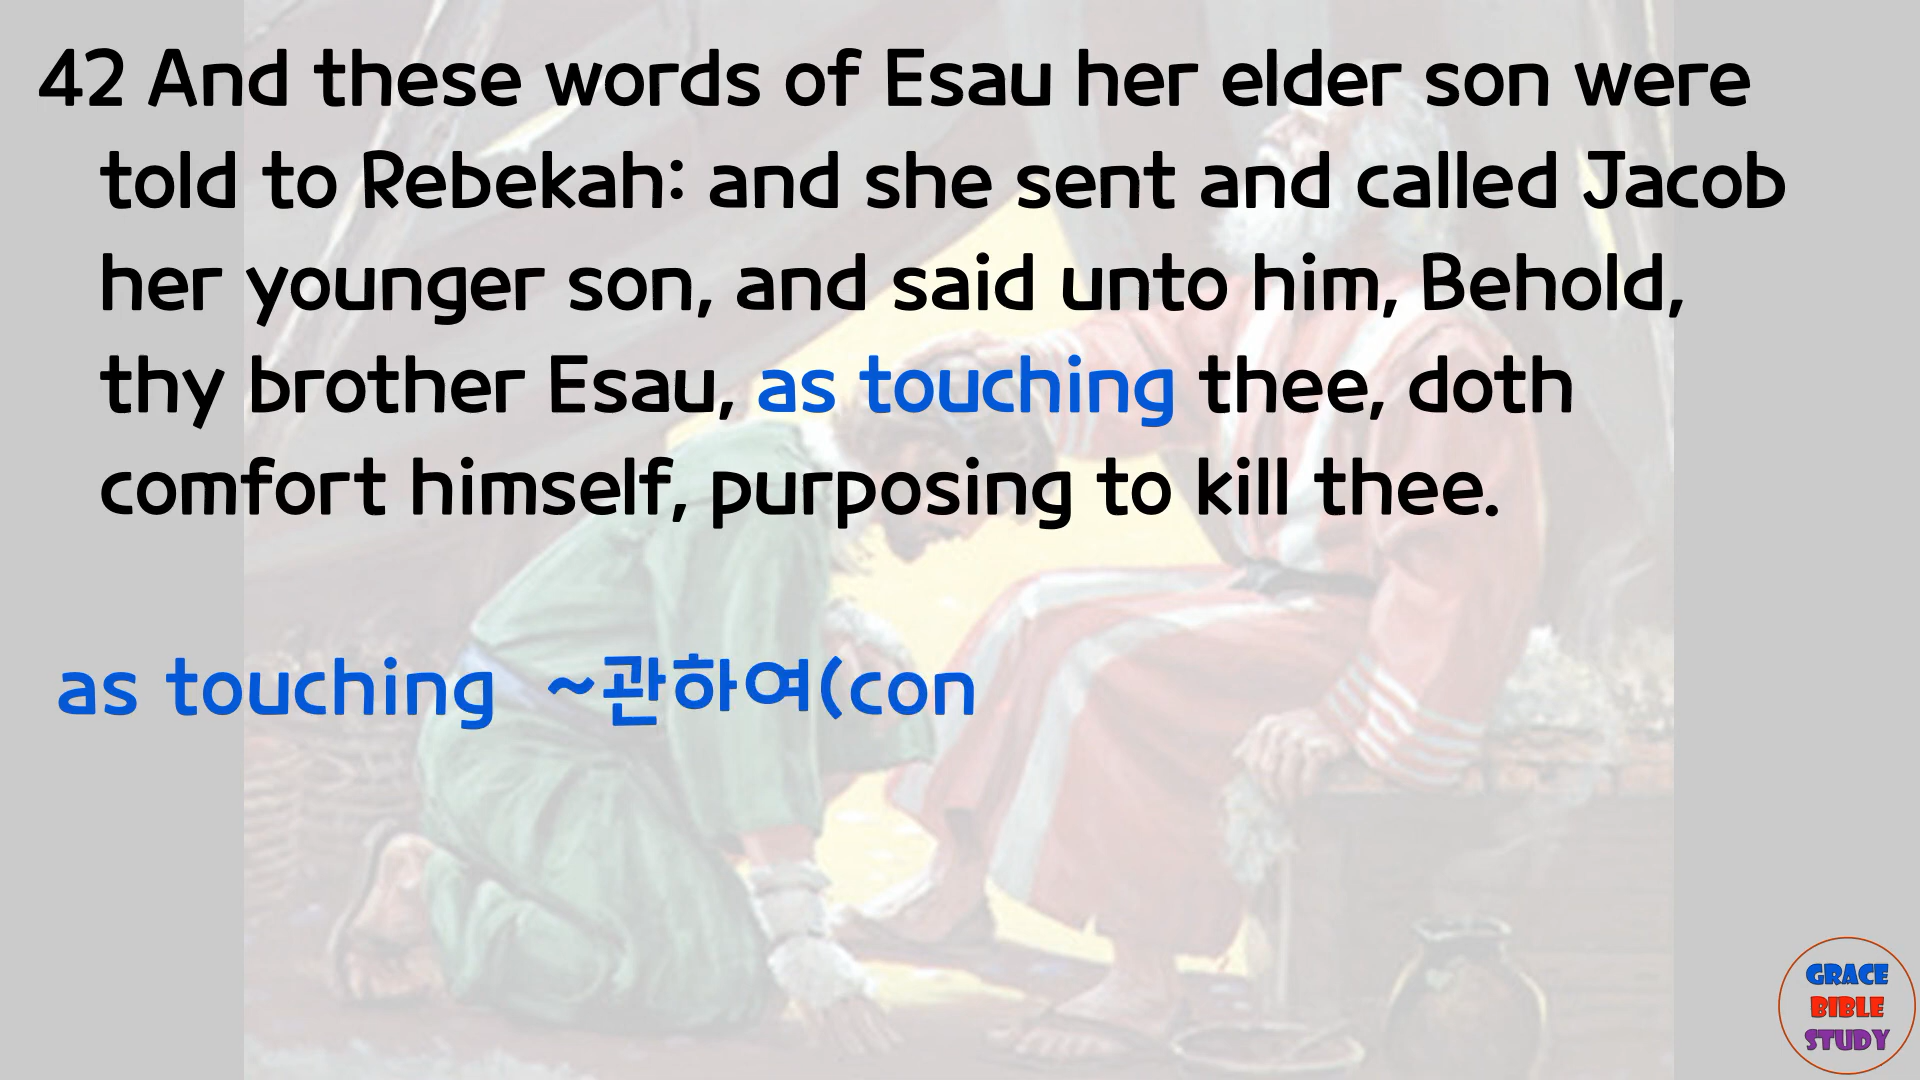 42 And these words of Esau her elder son were
told to Rebekah: and she sent and called Jacob
her younger son, and said unto him, Behold,
thy brother Esau, as touching thee, doth
comfort himself, purposing to kill thee.
as touching ~관하여(con
GRACE
BIBLE
STUDY